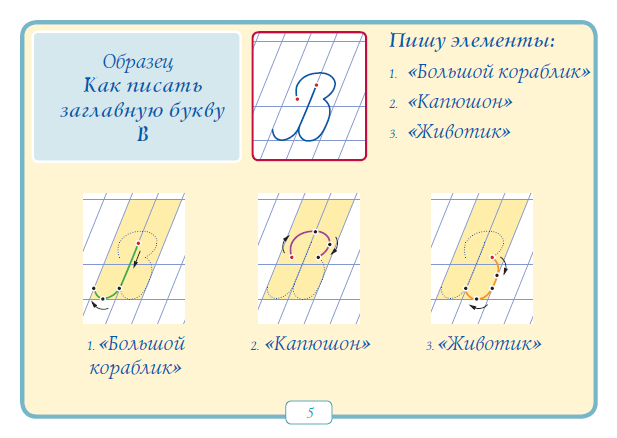 Образец
Как писать
заглавную букву
В
Пишу элементы:
1. «Большой кораблик»
2. «Капюшон»
3. «Животик»
1. «Большой
кораблик»
2. «Капюшон»
3. «Животик»
5